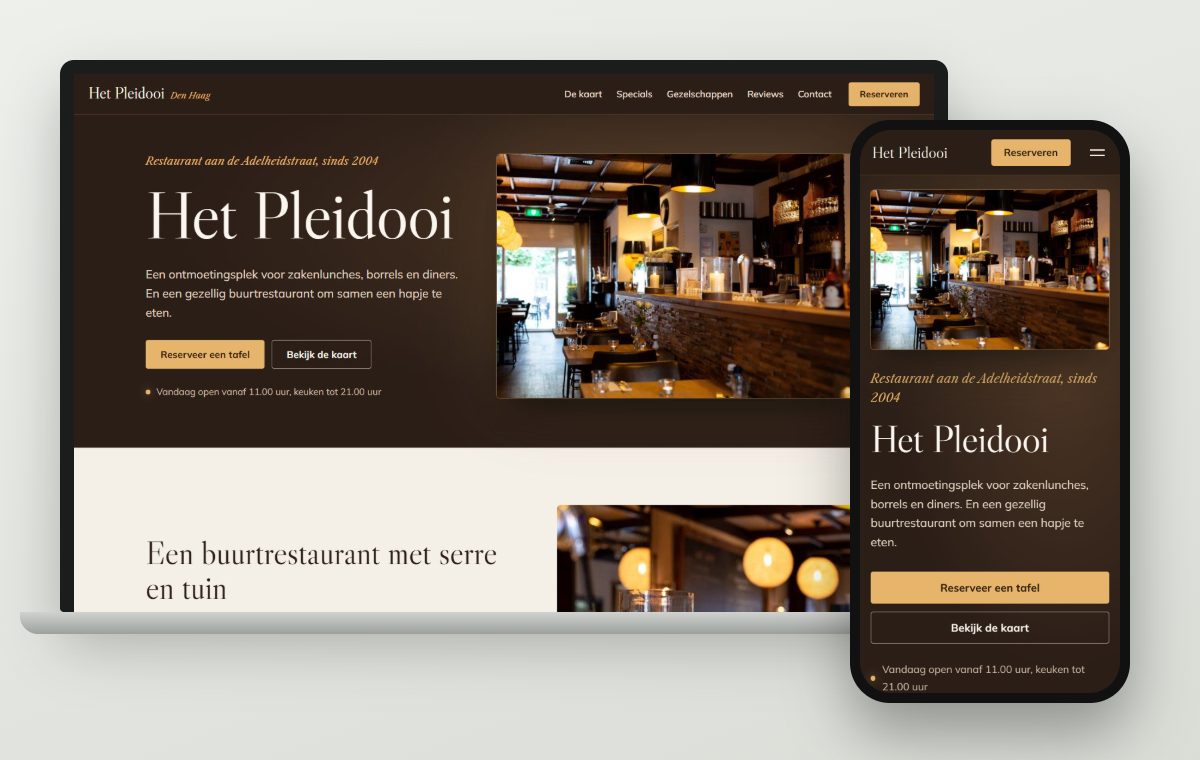 Het Pleidooi Den Haag
De kaart Specials Gezelschappen Reviews Contact Reserveren
Restaurant aan de Adelheidstraat, sinds 2004
Het Pleidooi
Een ontmoetingsplek voor zakenlunches, borrels en diners.
En een gezellig buurtrestaurant om samen een hapje te
eten.
Reserveer een tafel Bekijk de kaart
Vandaag open vanaf 11.00 uur, keuken tot 21.00 uur
Een buurtrestaurant met serre
en tuin
Het Pleidooi Reserveren
Restaurant aan de Adelheidstraat, sinds
2004
Het Pleidooi
Een ontmoetingsplek voor zakenlunches,
borrels en diners. En een gezellig
buurtrestaurant om samen een hapje te
eten.
Reserveer een tafel
Bekijk de kaart
Vandaag open vanaf 11.00 uur, keuken tot
21.00 uur